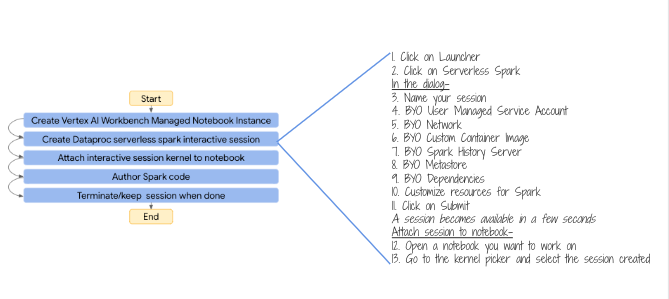 Start
Create Vertex AI Workbench Managed Notebook Instance
Create Dataproc serverless spark interactive session
Attach interactive session kernel to notebook
Author Spark code
Terminate/keep session when done
End
1. Click on Launcher
2. Click on Serverless Spark
In the dialog-
3. Name your session
4. BYO User Managed Service Account
5. BYO Network
6. BYO Custom Container Image
7. BYO Spark History Server
8. BYO Metastore
9. BYO Dependencies
10. Customize resources for Spark
11. Click on Submit
A session becomes available in a few seconds
Attach session to notebook-
12. Open a notebook you want to work on
13. Go to the kernel picker and select the session created